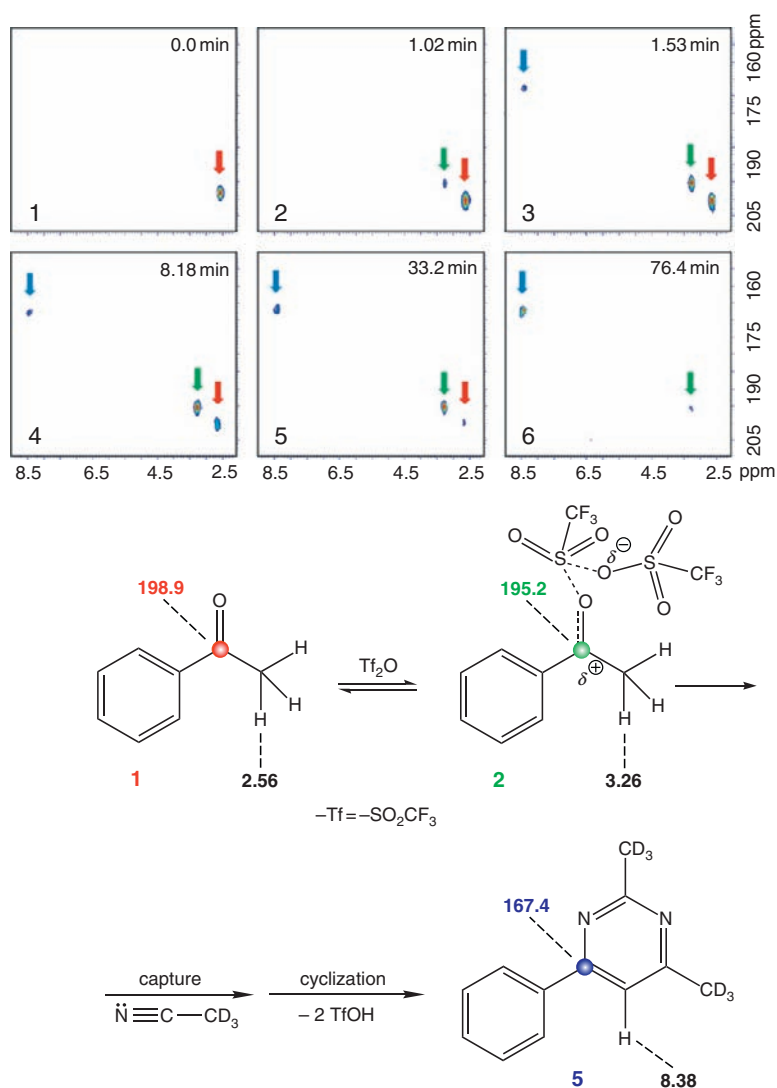 0.0 min
1
1.02 min
2
1.53 min
3
160 ppm
175
190
205
8.18 min
4
33.2 min
5
76.4 min
6
160
175
190
205
8.5 6.5 4.5 2.5 8.5 6.5 4.5 2.5 8.5 6.5 4.5 2.5 ppm
198.9
O
H
H
H
1
2.56
Tf2O
CF3
O
S
O
O
δ⊖
O
S
CF3
O
195.2
O
δ⊕
H
H
H
2
3.26
–Tf=–SO2CF3
capture
N̈≡C—CD3
cyclization
– 2 TfOH
CD3
167.4
N
N
CD3
H
5
8.38